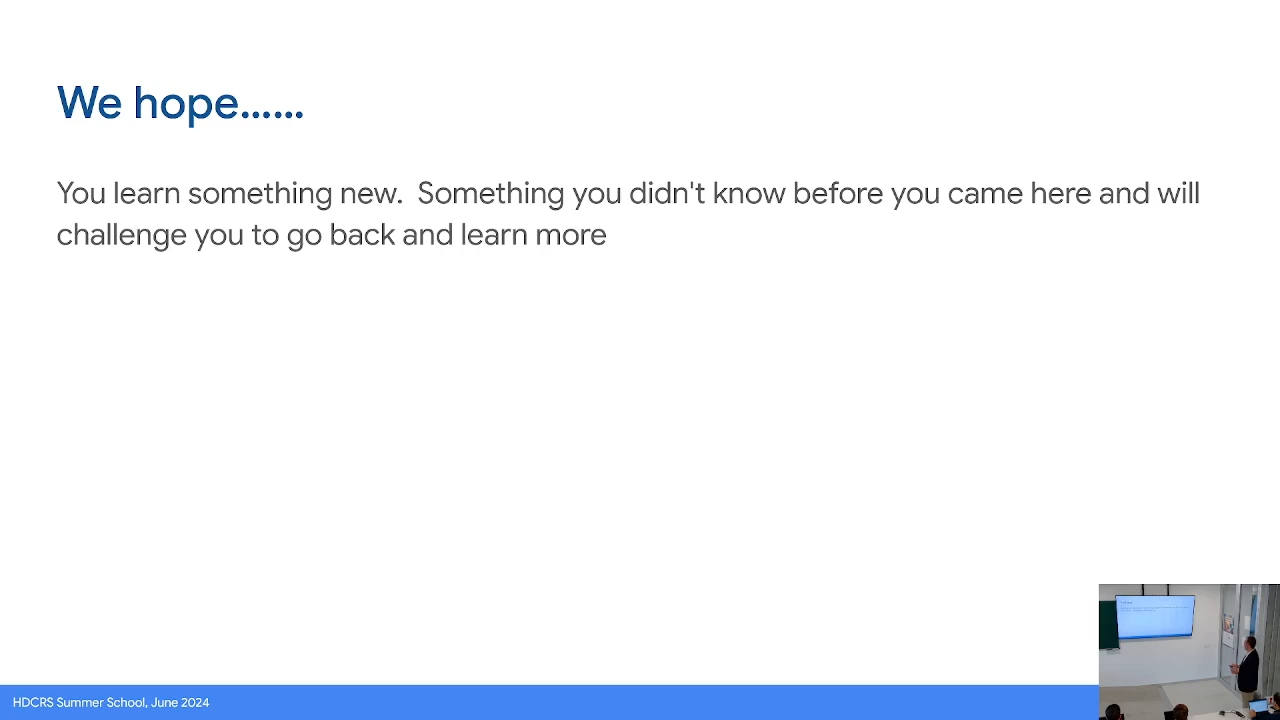 We hope......
You learn something new.  Something you didn't know before you came here and will
challenge you to go back and learn more
HDCRS Summer School, June 2024